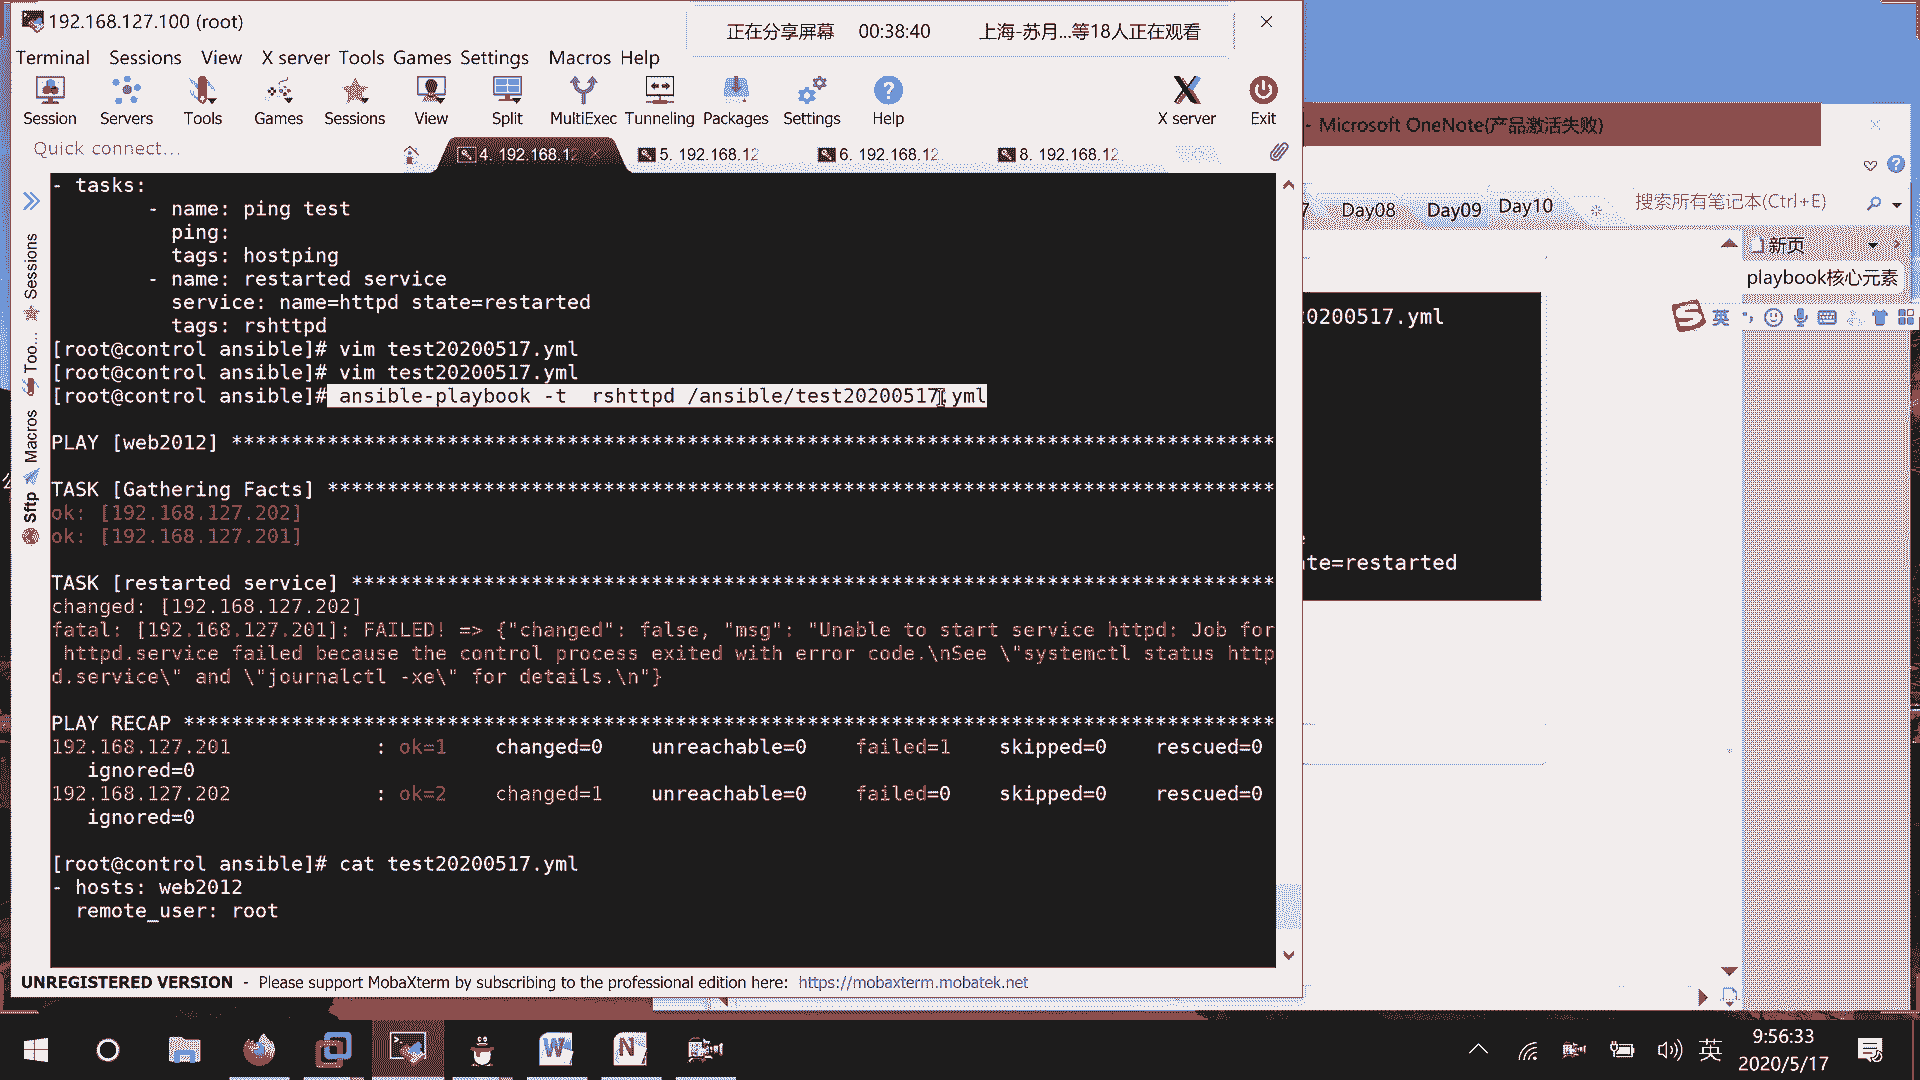 192.168.127.100 (root)
正在分享屏幕 00:38:40 上海-苏月...等18人正在观看
Terminal Sessions View X server Tools Games Settings Macros Help
Session Servers Tools Games Sessions View Split MultiExec Tunneling Packages Settings Help X server Exit
Quick connect...
4. 192.168.12
5. 192.168.12
6. 192.168.12
8. 192.168.12
Sessions
Too...
Macros
Sftp
- tasks:
- name: ping test
ping:
tags: hostping
- name: restarted service
service: name=httpd state=restarted
tags: rshttpd
[root@control ansible]# vim test20200517.yml
[root@control ansible]# vim test20200517.yml
[root@control ansible]# ansible-playbook -t  rshttpd /ansible/test20200517.yml
PLAY [web2012] ***************************************************************************************
TASK [Gathering Facts] *******************************************************************************
ok: [192.168.127.202]
ok: [192.168.127.201]
TASK [restarted service] *****************************************************************************
changed: [192.168.127.202]
fatal: [192.168.127.201]: FAILED! => {"changed": false, "msg": "Unable to start service httpd: Job for
httpd.service failed because the control process exited with error code.\nSee \"systemctl status http
d.service\" and \"journalctl -xe\" for details.\n"}
PLAY RECAP *******************************************************************************************
192.168.127.201 : ok=1 changed=0 unreachable=0 failed=1 skipped=0 rescued=0
ignored=0
192.168.127.202 : ok=2 changed=1 unreachable=0 failed=0 skipped=0 rescued=0
ignored=0
[root@control ansible]# cat test20200517.yml
- hosts: web2012
remote_user: root
UNREGISTERED VERSION - Please support MobaXterm by subscribing to the professional edition here: https://mobaxterm.mobatek.net
- Microsoft OneNote(产品激活失败)
7 Day08 Day09 Day10
搜索所有笔记本(Ctrl+E)
新页
playbook核心元素
英
0200517.yml
e
te=restarted
英
9:56:33
2020/5/17